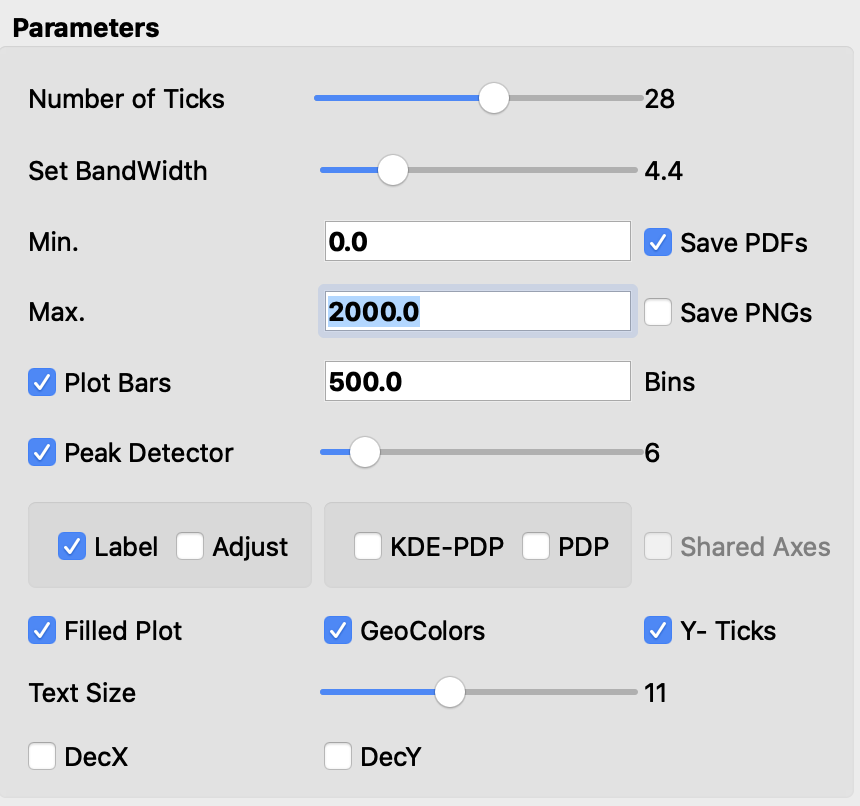 Parameters
Number of Ticks 28
Set BandWidth 4.4
Min. 0.0 Save PDFs
Max. 2000.0 Save PNGs
Plot Bars 500.0 Bins
Peak Detector 6
Label Adjust KDE-PDP PDP Shared Axes
Filled Plot GeoColors Y- Ticks
Text Size 11
DecX DecY